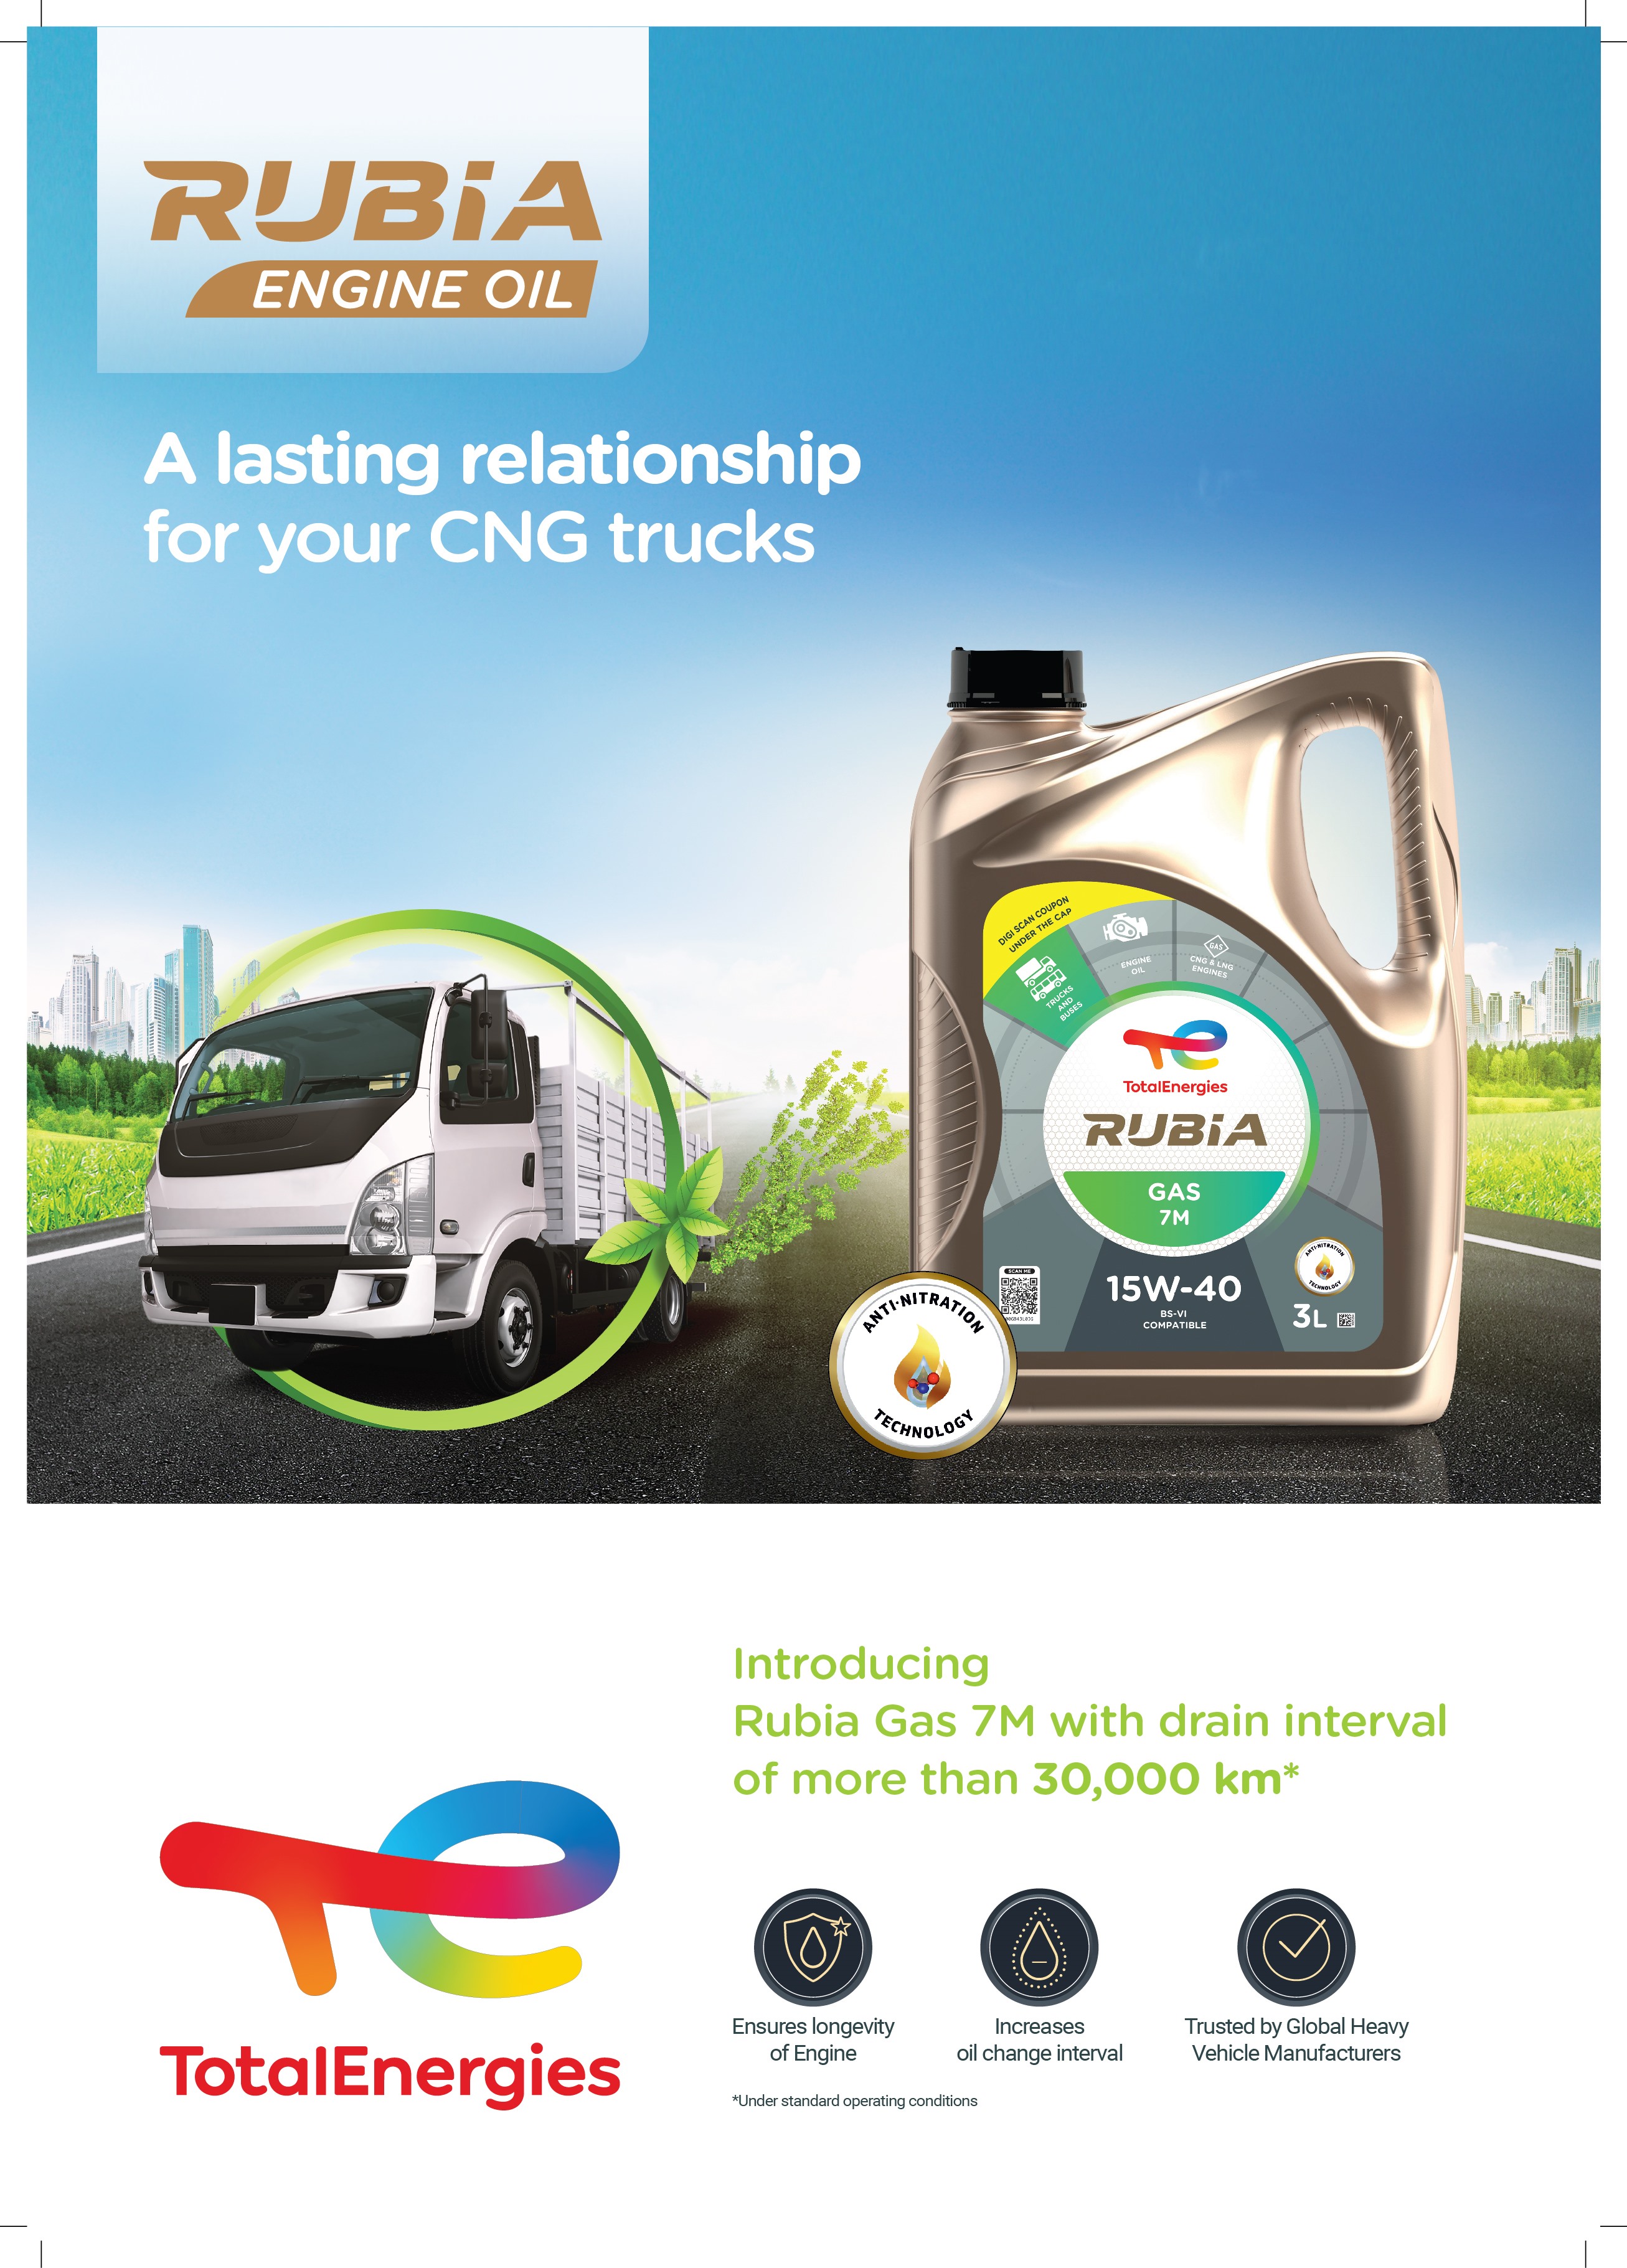 RUBiA
ENGINE OIL
A lasting relationship
for your CNG trucks
DIGI SCAN COUPON
UNDER THE CAP
TRUCKS
AND
BUSES
ENGINE
OIL
GAS
CNG & LNG
ENGINES
TotalEnergies
RUBiA
GAS
7M
15W-40
BS-VI
COMPATIBLE
SCAN ME
ANTI-NITRATION
TECHNOLOGY
3L
ANTI-NITRATION
TECHNOLOGY
Introducing
Rubia Gas 7M with drain interval
of more than 30,000 km*
TotalEnergies
Ensures longevity
of Engine
Increases
oil change interval
Trusted by Global Heavy
Vehicle Manufacturers
*Under standard operating conditions